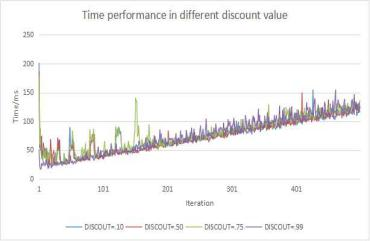 Time performance in different discount value
250
200
150
100
50
0
Time/ms
1 101 201 301 401
Iteration
DISCOUT=.10 DISCOUT=.50 DISCOUT=.75 DISCOUT=.99